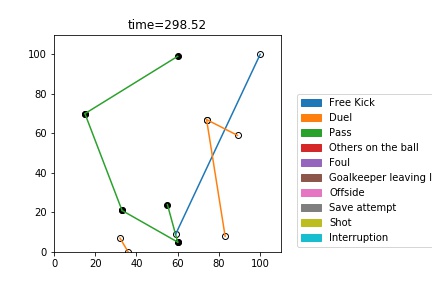 time=298.52
100
80
60
40
20
0
0 20 40 60 80 100
Free Kick
Duel
Pass
Others on the ball
Foul
Goalkeeper leaving l
Offside
Save attempt
Shot
Interruption